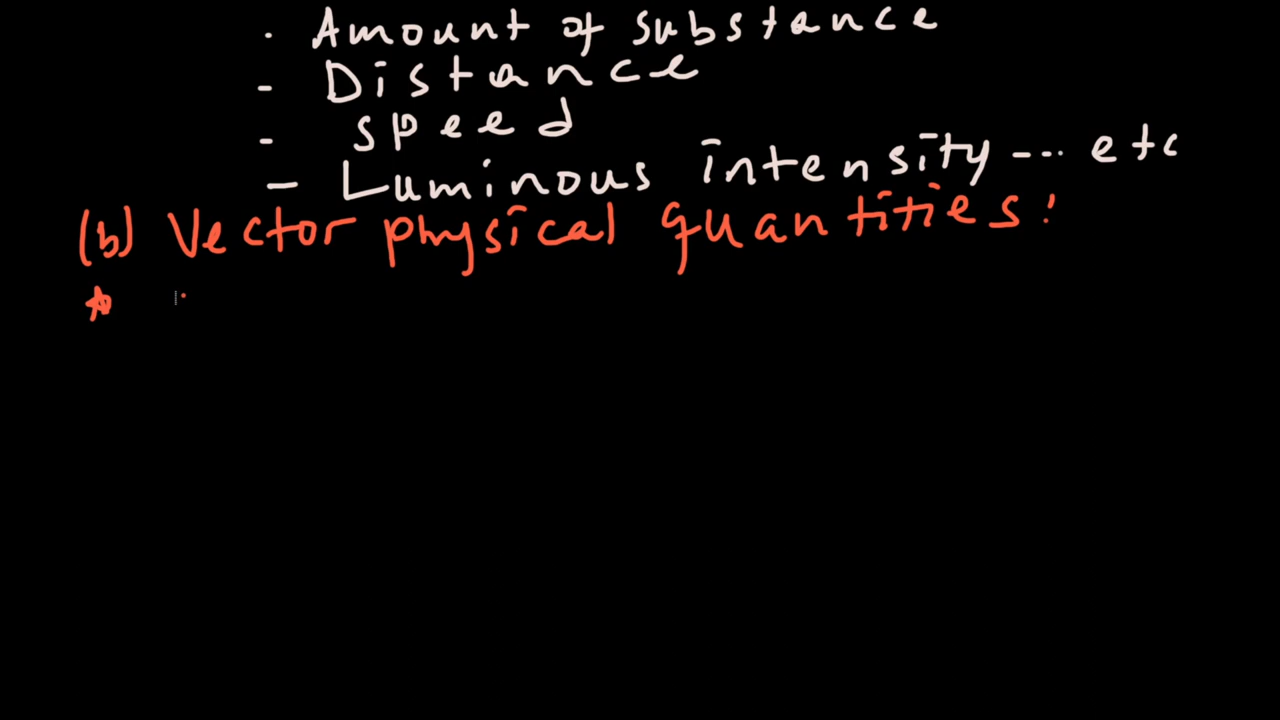 · Amount of substance
- Distance
- speed
- Luminous intensity --.. etc
(b) Vector physical quantities: